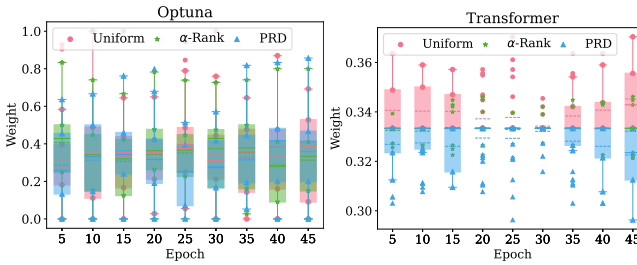 Optuna
Uniform α-Rank PRD
1.0
0.8
0.6
0.4
0.2
0.0
Weight
5 10 15 20 25 30 35 40 45
Epoch
Transformer
Uniform α-Rank PRD
0.36
0.34
0.32
0.30
Weight
5 10 15 20 25 30 35 40 45
Epoch